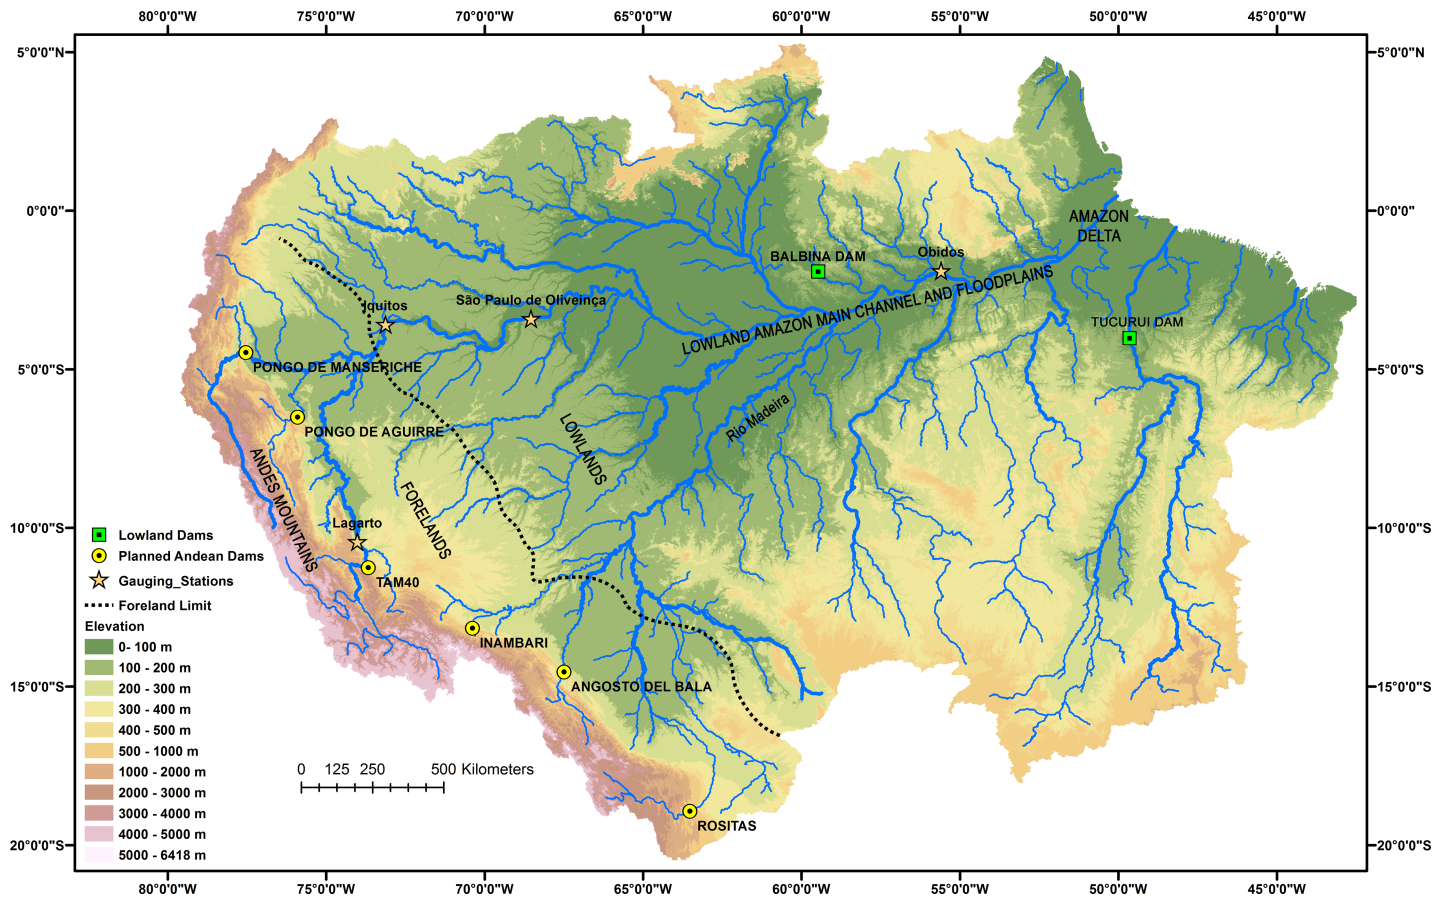 80°0'0"W 75°0'0"W 70°0'0"W 65°0'0"W 60°0'0"W 55°0'0"W 50°0'0"W 45°0'0"W
5°0'0"N 5°0'0"N
0°0'0" 0°0'0"
AMAZON
DELTA
Obidos
BALBINA DAM
São Paulo de Oliveinça
Iquitos
LOWLAND AMAZON MAIN CHANNEL AND FLOODPLAINS
TUCURUI DAM
PONGO DE MANSERICHE
5°0'0"S 5°0'0"S
Rio Madeira
PONGO DE AGUIRRE
LOWLANDS
ANDES MOUNTAINS
FORELANDS
Lagarto
10°0'0"S 10°0'0"S
TAM40
INAMBARI
ANGOSTO DEL BALA
15°0'0"S 15°0'0"S
ROSITAS
20°0'0"S 20°0'0"S
Lowland Dams
Planned Andean Dams
Gauging_Stations
Foreland Limit
Elevation
0- 100 m
100 - 200 m
200 - 300 m
300 - 400 m
400 - 500 m
500 - 1000 m
1000 - 2000 m
2000 - 3000 m
3000 - 4000 m
4000 - 5000 m
5000 - 6418 m
0 125 250 500 Kilometers
80°0'0"W 75°0'0"W 70°0'0"W 65°0'0"W 60°0'0"W 55°0'0"W 50°0'0"W 45°0'0"W